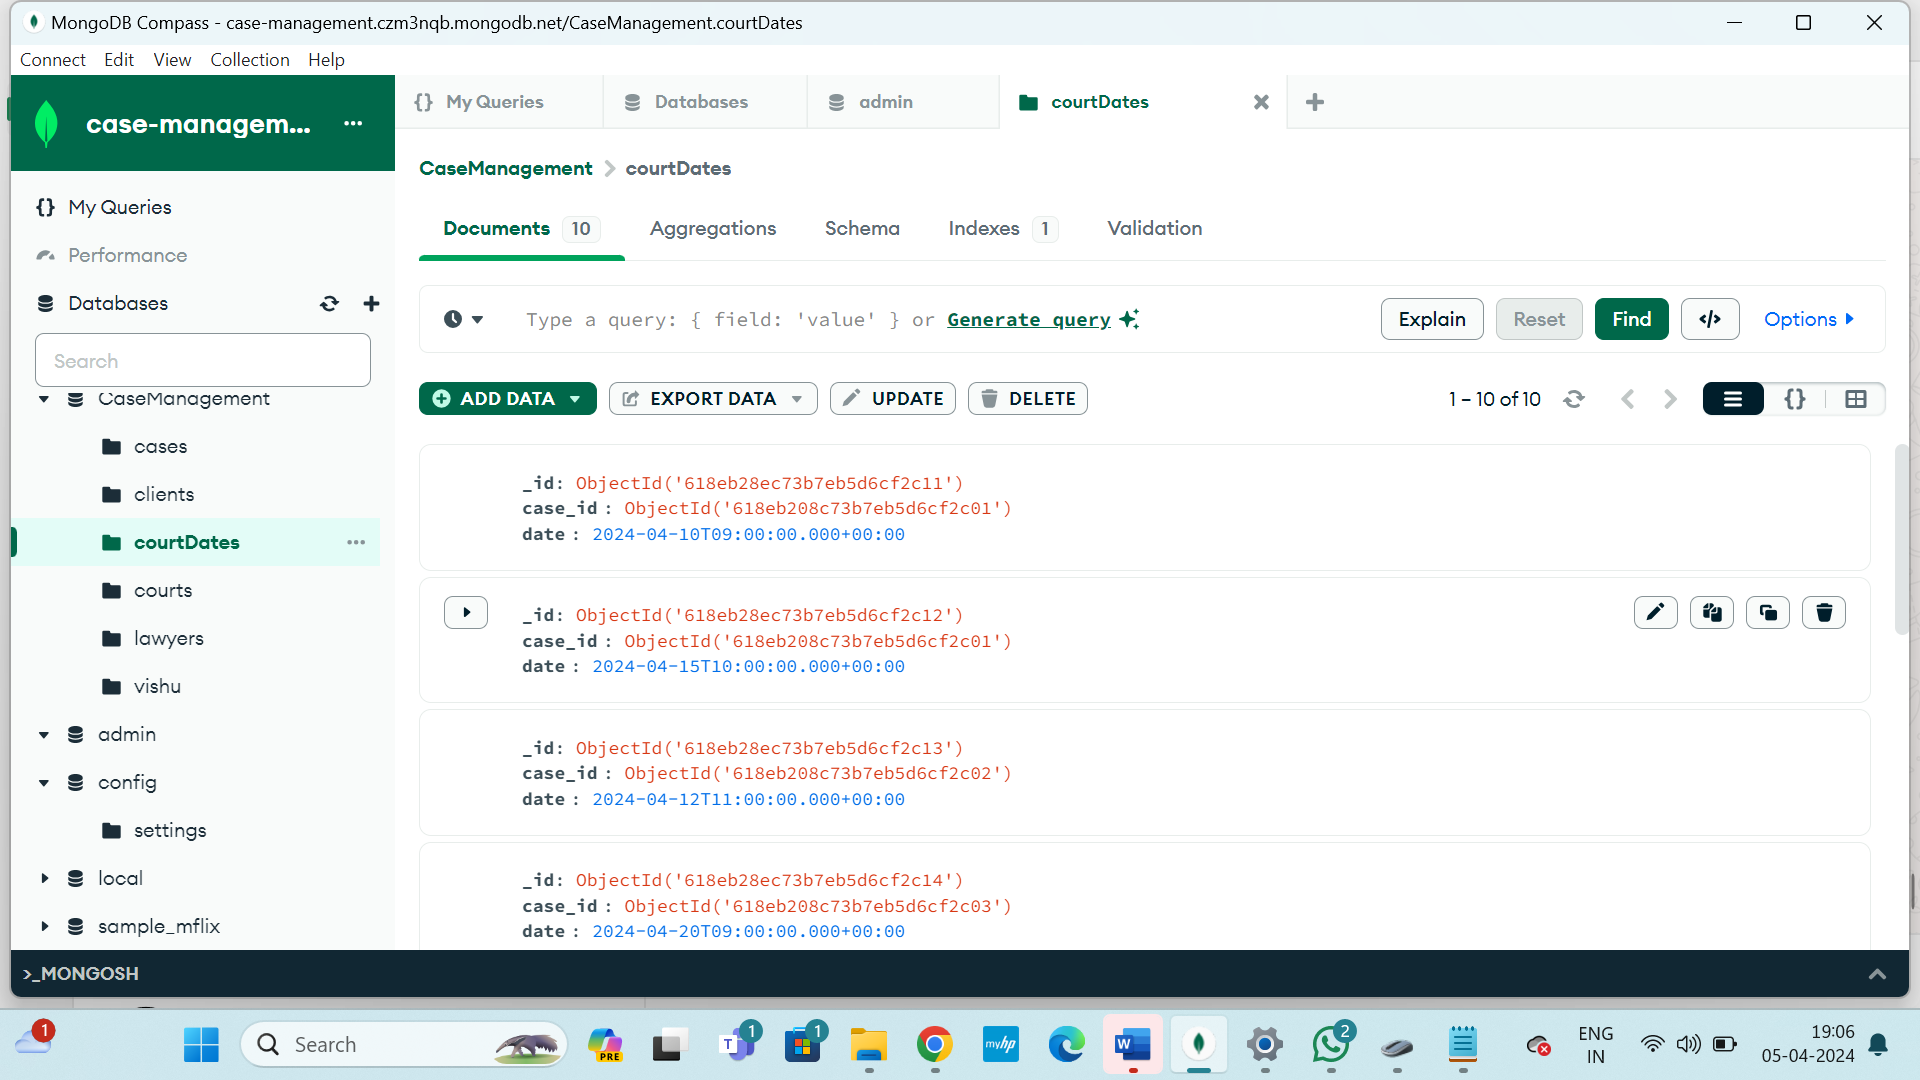 MongoDB Compass - case-management.czm3nqb.mongodb.net/CaseManagement.courtDates
Connect Edit View Collection Help
case-managem...
My Queries
Databases
admin
courtDates
My Queries
Performance
Databases
Search
CaseManagement
cases
clients
courtDates
courts
lawyers
vishu
admin
config
settings
local
sample_mflix
CaseManagement > courtDates
Documents 10 Aggregations Schema Indexes 1 Validation
Type a query: { field: 'value' } or Generate query
Explain Reset Find </> Options
ADD DATA EXPORT DATA UPDATE DELETE
1 – 10 of 10
_id: ObjectId('618eb28ec73b7eb5d6cf2c11')
case_id : ObjectId('618eb208c73b7eb5d6cf2c01')
date : 2024-04-10T09:00:00.000+00:00
_id: ObjectId('618eb28ec73b7eb5d6cf2c12')
case_id : ObjectId('618eb208c73b7eb5d6cf2c01')
date : 2024-04-15T10:00:00.000+00:00
_id: ObjectId('618eb28ec73b7eb5d6cf2c13')
case_id : ObjectId('618eb208c73b7eb5d6cf2c02')
date : 2024-04-12T11:00:00.000+00:00
_id: ObjectId('618eb28ec73b7eb5d6cf2c14')
case_id : ObjectId('618eb208c73b7eb5d6cf2c03')
date : 2024-04-20T09:00:00.000+00:00
>_MONGOSH
1
Search
PRE
T 1
1
myhp
W
2
ENG
IN
19:06
05-04-2024